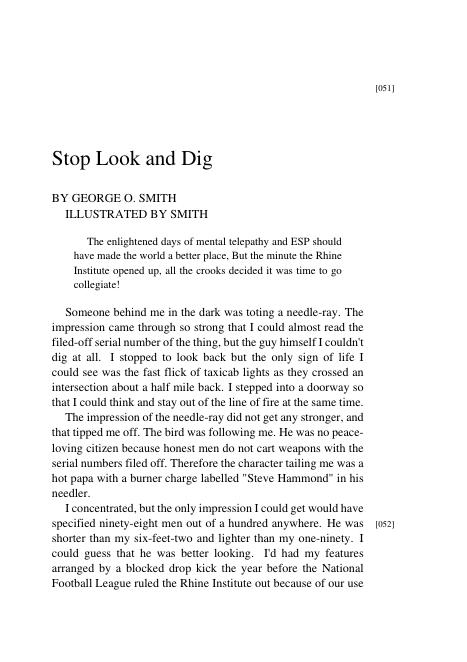 [051]
Stop Look and Dig
BY GEORGE O. SMITH
ILLUSTRATED BY SMITH
The enlightened days of mental telepathy and ESP should
have made the world a better place, But the minute the Rhine
Institute opened up, all the crooks decided it was time to go
collegiate!
Someone behind me in the dark was toting a needle-ray. The
impression came through so strong that I could almost read the
filed-off serial number of the thing, but the guy himself I couldn't
dig at all. I stopped to look back but the only sign of life I
could see was the fast flick of taxicab lights as they crossed an
intersection about a half mile back. I stepped into a doorway so
that I could think and stay out of the line of fire at the same time.
The impression of the needle-ray did not get any stronger, and
that tipped me off. The bird was following me. He was no peace-
loving citizen because honest men do not cart weapons with the
serial numbers filed off. Therefore the character tailing me was a
hot papa with a burner charge labelled "Steve Hammond" in his
needler.
I concentrated, but the only impression I could get would have
specified ninety-eight men out of a hundred anywhere. He was
[052]
shorter than my six-feet-two and lighter than my one-ninety. I
could guess that he was better looking. I'd had my features
arranged by a blocked drop kick the year before the National
Football League ruled the Rhine Institute out because of our use